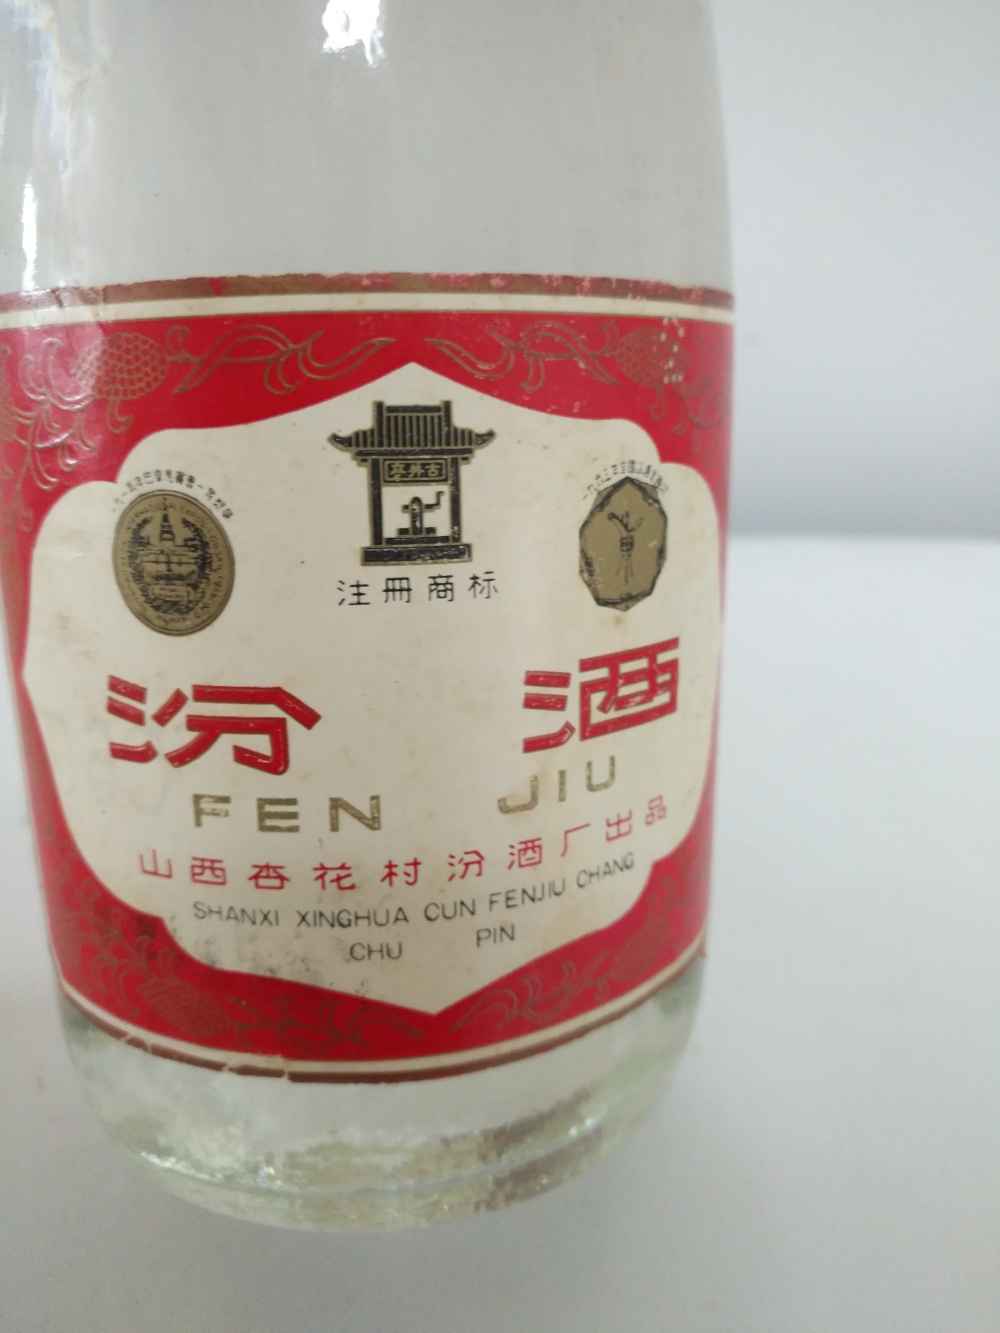 古井亭
注册商标
汾酒
FEN JIU
山西杏花村汾酒厂出品
SHANXI XINGHUA CUN FENJIU CHANG
CHU PIN